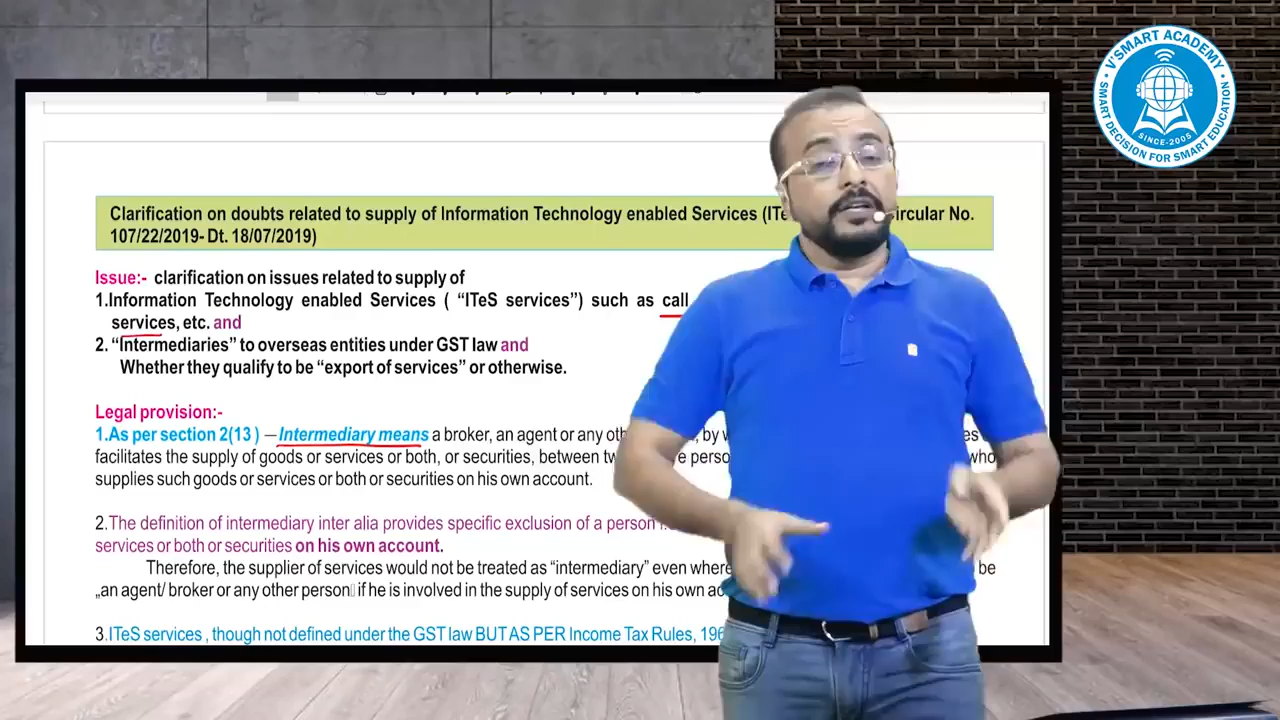 V'SMART ACADEMY
SINCE-2005
SMART DECISION FOR SMART EDUCATION
Clarification on doubts related to supply of Information Technology enabled Services (ITe ircular No.
107/22/2019- Dt. 18/07/2019)
Issue:- clarification on issues related to supply of
1.Information Technology enabled Services ( “ITeS services”) such as call
services, etc. and
2. “Intermediaries” to overseas entities under GST law and
Whether they qualify to be “export of services” or otherwise.
Legal provision:-
1.As per section 2(13 ) – Intermediary means a broker, an agent or any
facilitates the supply of goods or services or both, or securities, between who
supplies such goods or services or both or securities on his own account.
2.The definition of intermediary inter alia provides specific exclusion of a person
services or both or securities on his own account.
Therefore, the supplier of services would not be treated as “intermediary” even where be
„an agent/ broker or any other person if he is involved in the supply of services on his own
3.ITeS services , though not defined under the GST law BUT AS PER Income Tax Rules, 196